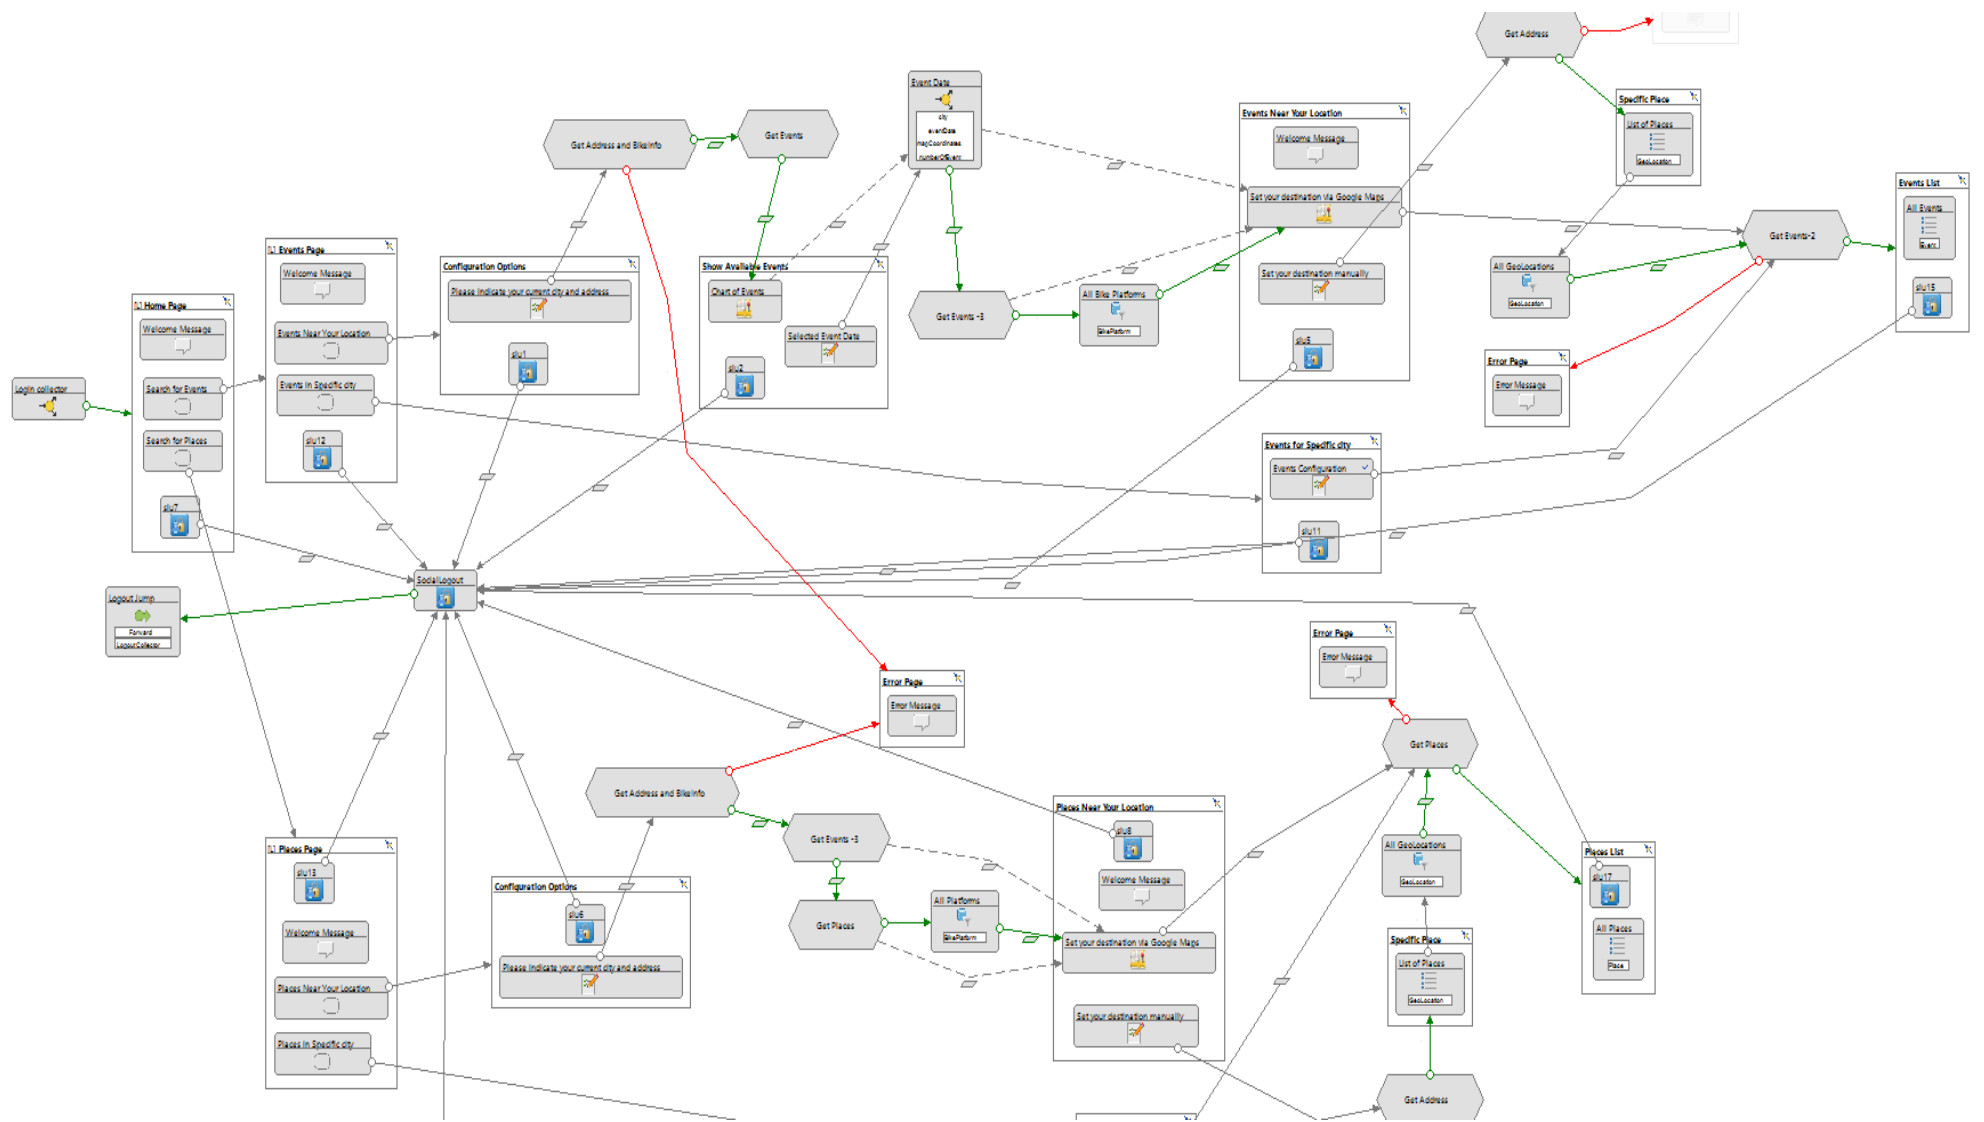 Get Address
Event Date
city
eventDate
mapCoordinates
numberOfEvent
Specific Place
List of Places
GeoLocation
Get Address and BikeInfo
Get Events
Events Near Your Location
Welcome Message
Set your destination via Google Maps
Set your destination manually
slu5
Events List
All Events
Event
slu15
Get Events-2
All GeoLocations
GeoLocation
[L] Events Page
Welcome Message
Events Near Your Location
Events in Specific city
slu12
Configuration Options
Please indicate your current city and address
slu1
Show Available Events
Chart of Events
Selected Event Date
slu2
Get Events -3
All Bike Platforms
BikePlatform
[L] Home Page
Welcome Message
Search for Events
Search for Places
slu7
Login collector
Error Page
Error Message
Events for Specific city
Events Configuration
slu11
SocialLogout
Logout Jump
Forward
LogoutCollector
Error Page
Error Message
Error Page
Error Message
Get Places
Get Address and BikeInfo
Get Events -3
Get Places
All Platforms
BikePlatform
Places Near Your Location
slu8
Welcome Message
Set your destination via Google Maps
Set your destination manually
All GeoLocations
GeoLocation
Places List
slu17
All Places
Place
[L] Places Page
slu13
Welcome Message
Places Near Your Location
Places in Specific city
Configuration Options
slu6
Please indicate your current city and address
Specific Place
List of Places
GeoLocation
Get Address